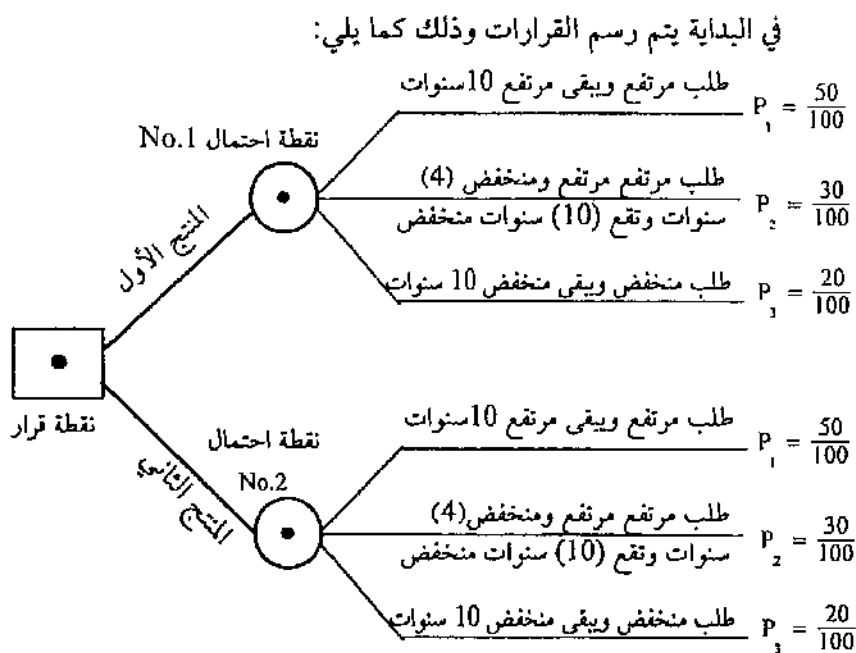 في البداية يتم رسم القرارات وذلك كما يلي:
طلب مرتفع ويبقى مرتفع 10سنوات
P₁ = 50/100
نقطة احتمال No.1
طلب مرتفع مرتفع ومنخفض (4)
سنوات وتقع (10) سنوات منخفض
P₂ = 30/100
المنتج الأول
طلب منخفض ويبقى منخفض 10 سنوات
P₃ = 20/100
نقطة قرار
طلب مرتفع ويبقى مرتفع 10سنوات
P₁ = 50/100
نقطة احتمال
No.2
المنتج الثاني
طلب مرتفع مرتفع ومنخفض(4)
سنوات وتقع (10) سنوات منخفض
P₂ = 30/100
طلب منخفض ويبقى منخفض 10 سنوات
P₃ = 20/100